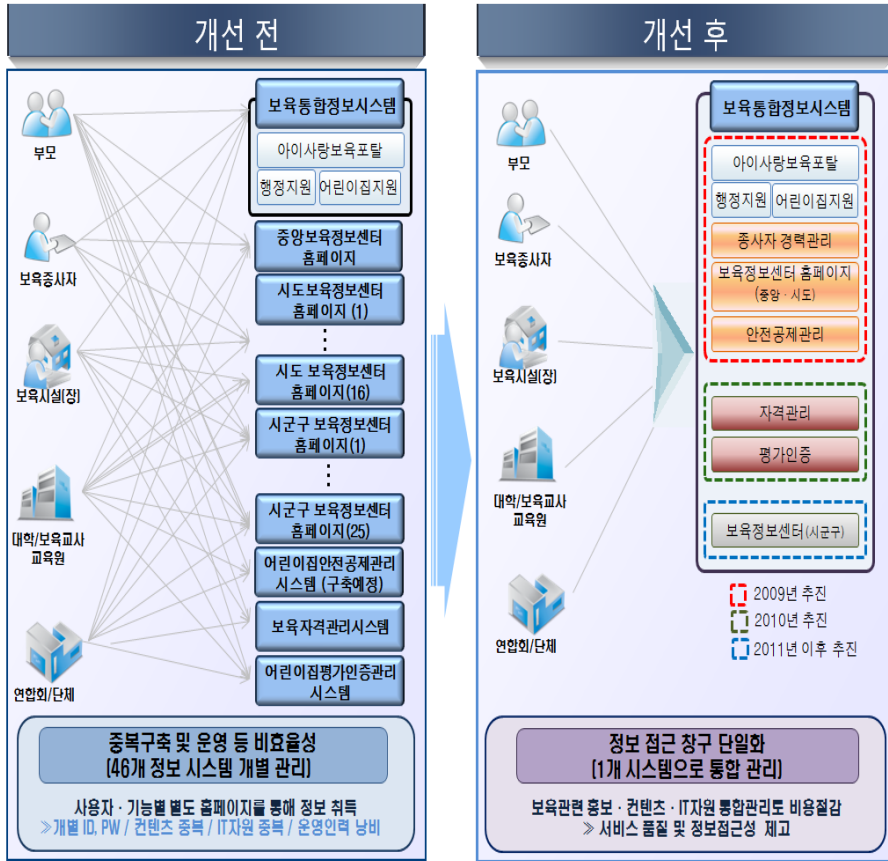 개선 전
부모
보육종사자
보육시설(장)
대학/보육교사
교육원
연합회/단체
보육통합정보시스템
아이사랑보육포탈
행정지원 어린이집지원
중앙보육정보센터
홈페이지
시도보육정보센터
홈페이지 (1)
시도 보육정보센터
홈페이지(16)
시군구 보육정보센터
홈페이지(1)
시군구 보육정보센터
홈페이지(25)
어린이집안전공제관리
시스템 (구축예정)
보육자격관리시스템
어린이집평가인증관리
시스템
중복구축 및 운영 등 비효율성
(46개 정보 시스템 개별 관리)
사용자 · 기능별 별도 홈페이지를 통해 정보 취득
≫개별 ID, PW / 컨텐츠 중복 / IT자원 중복 / 운영인력 낭비
개선 후
부모
보육종사자
보육시설(장)
대학/보육교사
교육원
연합회/단체
보육통합정보시스템
아이사랑보육포탈
행정지원 어린이집지원
종사자 경력관리
보육정보센터 홈페이지
(중앙 · 시도)
안전공제관리
자격관리
평가인증
보육정보센터 (시군구)
2009년 추진
2010년 추진
2011년 이후 추진
정보 접근 창구 단일화
(1개 시스템으로 통합 관리)
보육관련 홍보 · 컨텐츠 · IT자원 통합관리로 비용절감
≫ 서비스 품질 및 정보접근성 제고